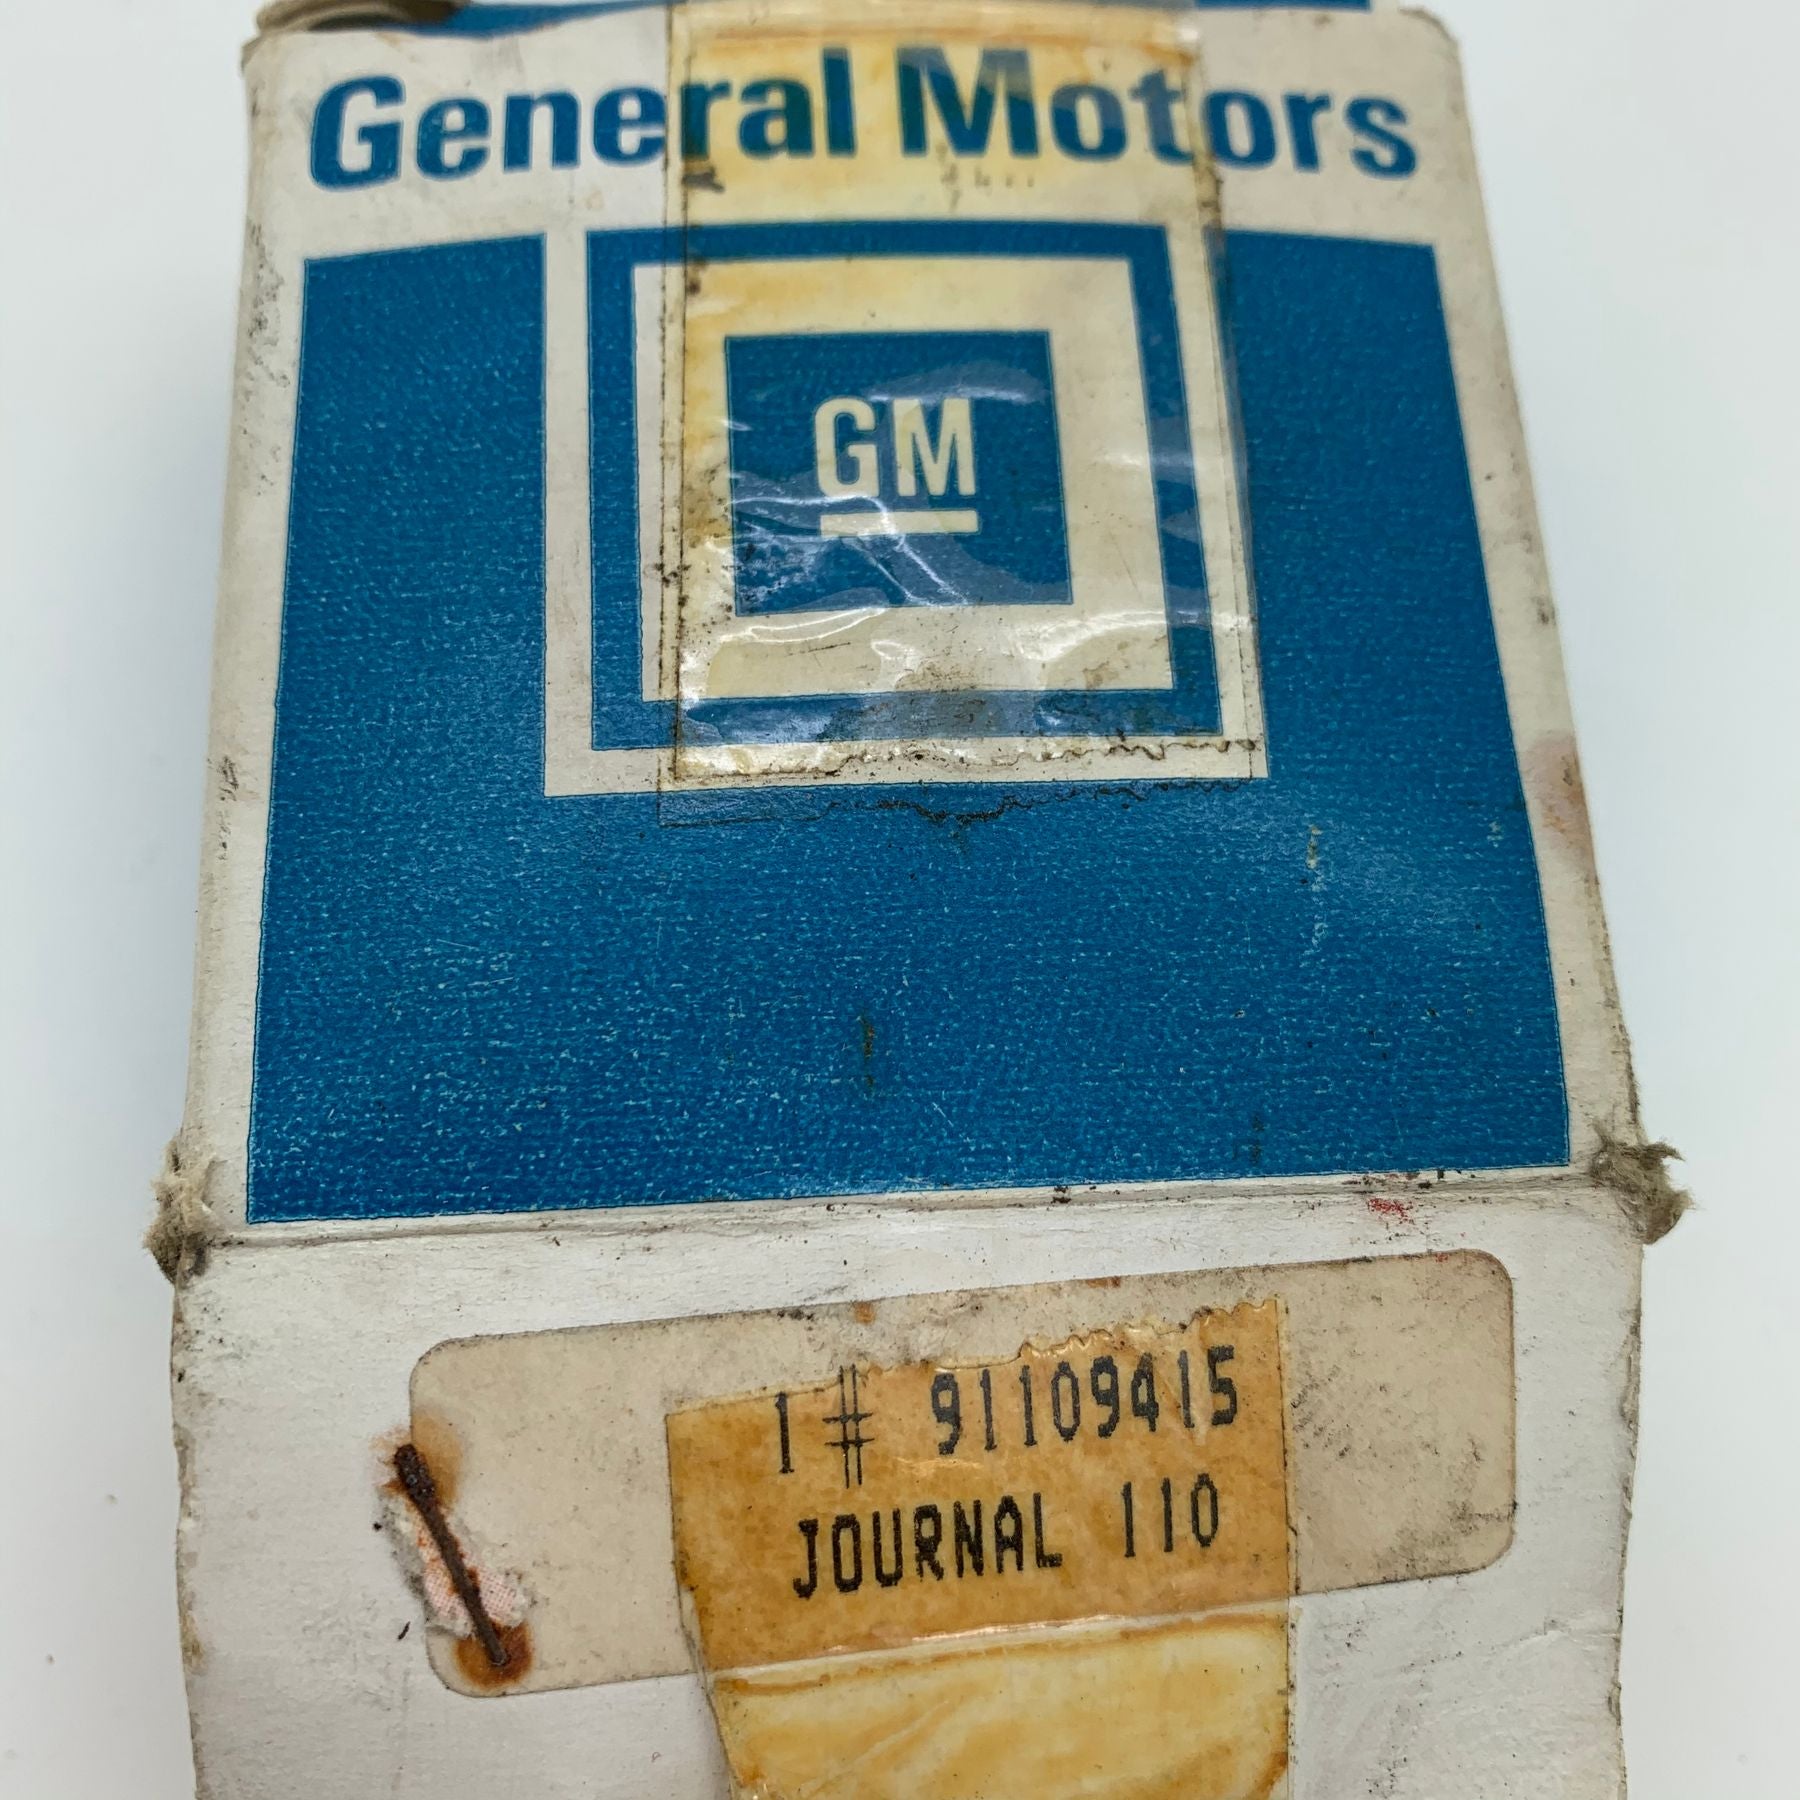 General Motors
GM
1 # 91109415
JOURNAL 110